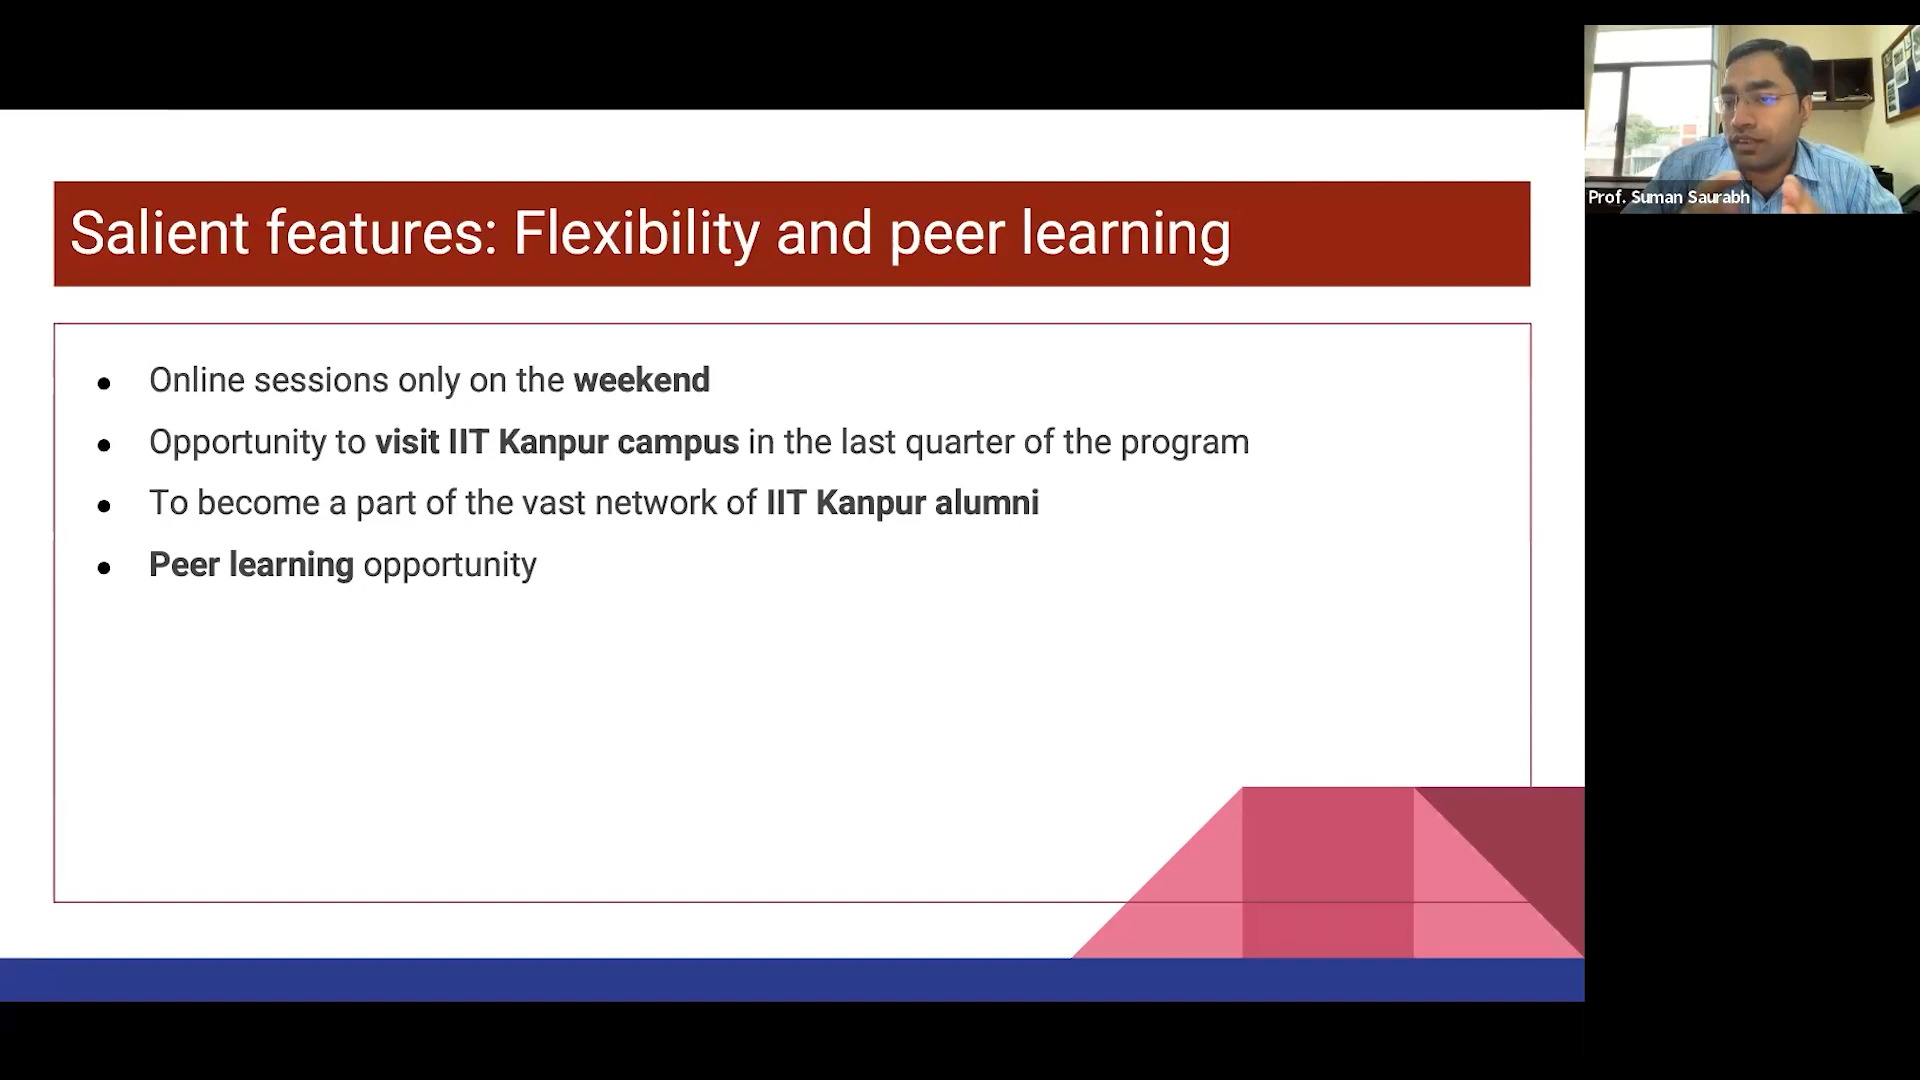 Salient features: Flexibility and peer learning
● Online sessions only on the weekend
● Opportunity to visit IIT Kanpur campus in the last quarter of the program
● To become a part of the vast network of IIT Kanpur alumni
● Peer learning opportunity
Prof. Suman Saurabh